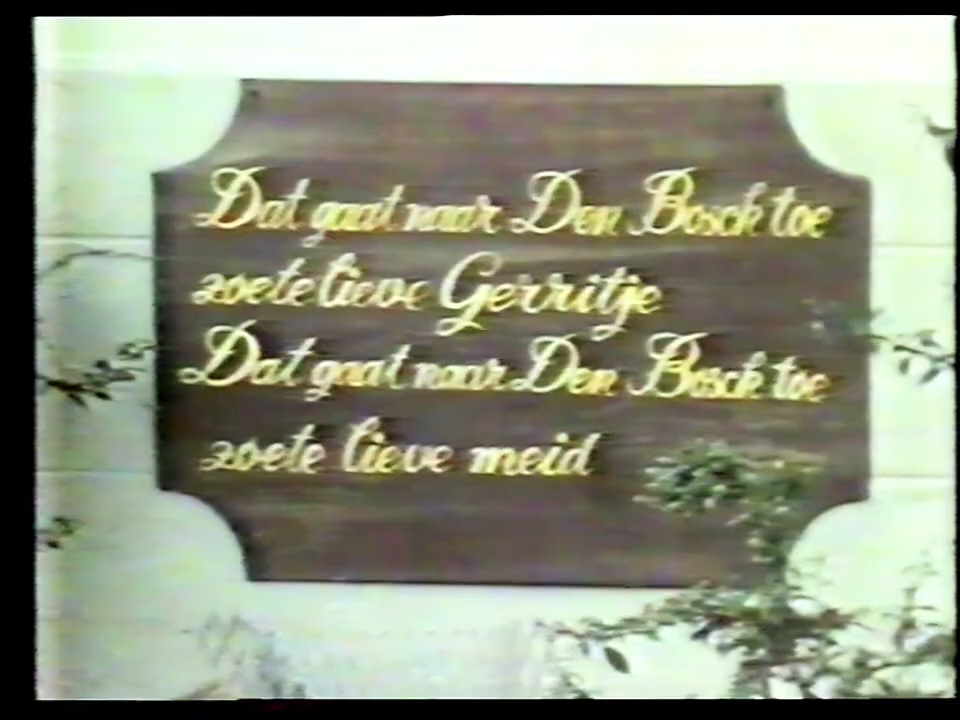 Dat gaat naar Den Bosch toe
zoete lieve Gerritje
Dat gaat naar Den Bosch toe
zoete lieve meid